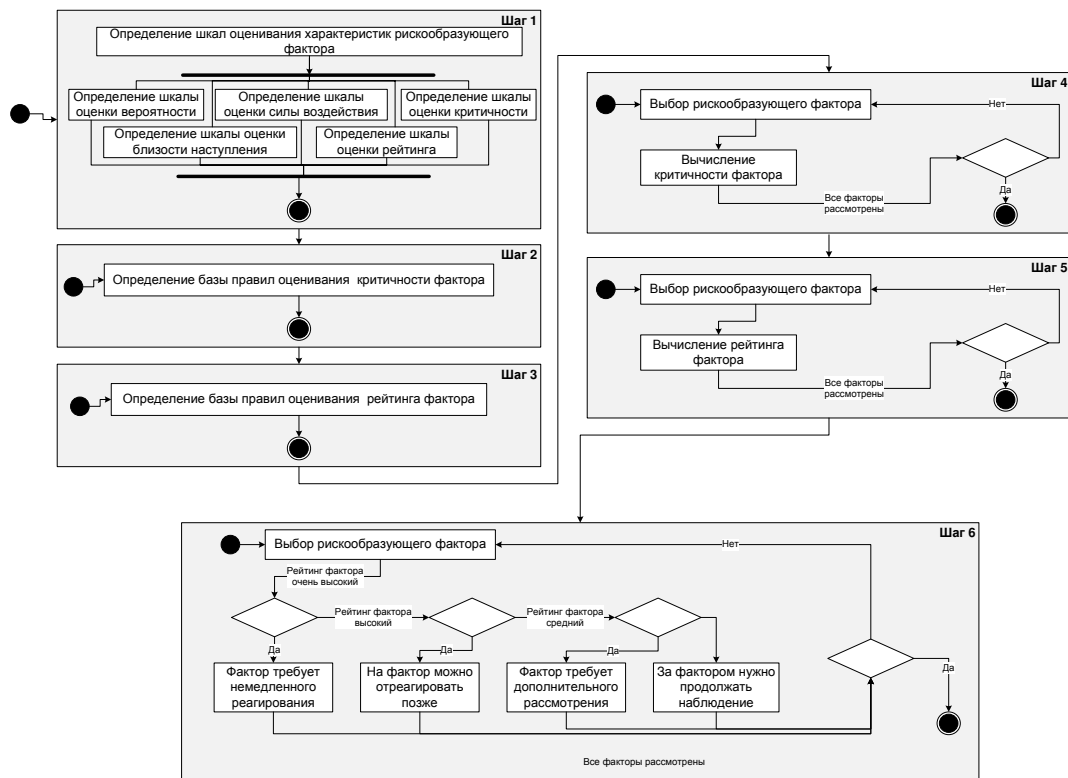 Шаг 1
Определение шкал оценивания характеристик рискообразующего
фактора
Определение шкалы
оценки вероятности
Определение шкалы
оценки силы воздействия
Определение шкалы
оценки критичности
Определение шкалы оценки
близости наступления
Определение шкалы
оценки рейтинга
Шаг 2
Определение базы правил оценивания критичности фактора
Шаг 3
Определение базы правил оценивания рейтинга фактора
Шаг 4
Выбор рискообразующего фактора
Нет
Вычисление
критичности фактора
Все факторы
рассмотрены
Да
Шаг 5
Выбор рискообразующего фактора
Нет
Вычисление рейтинга
фактора
Все факторы
рассмотрены
Да
Шаг 6
Выбор рискообразующего фактора
Нет
Рейтинг фактора
очень высокий
Рейтинг фактора
высокий
Рейтинг фактора
средний
Да
Да
Да
Да
Фактор требует
немедленного
реагирования
На фактор можно
отреагировать
позже
Фактор требует
дополнительного
рассмотрения
За фактором нужно
продолжать
наблюдение
Все факторы рассмотрены